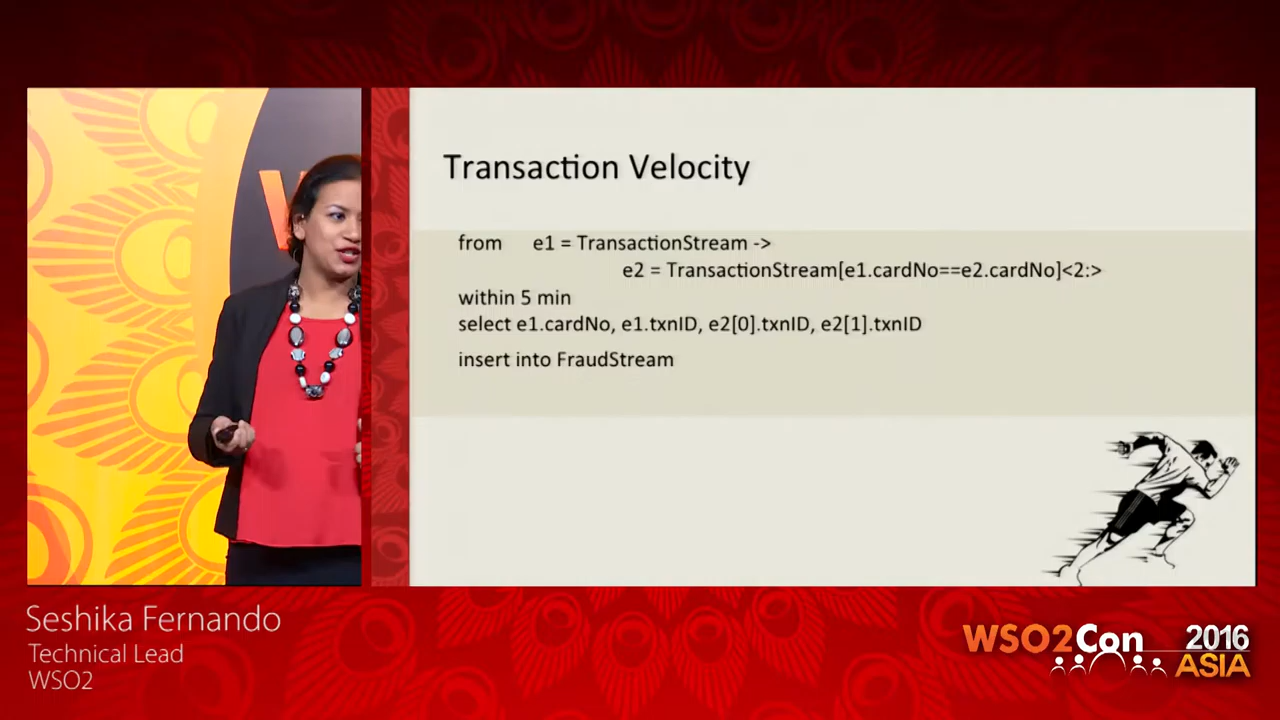 Transaction Velocity
from e1 = TransactionStream ->
e2 = TransactionStream[e1.cardNo==e2.cardNo]<2:>
within 5 min
select e1.cardNo, e1.txnID, e2[0].txnID, e2[1].txnID
insert into FraudStream
Seshika Fernando
Technical Lead
WSO2
WSO2Con 2016
ASIA